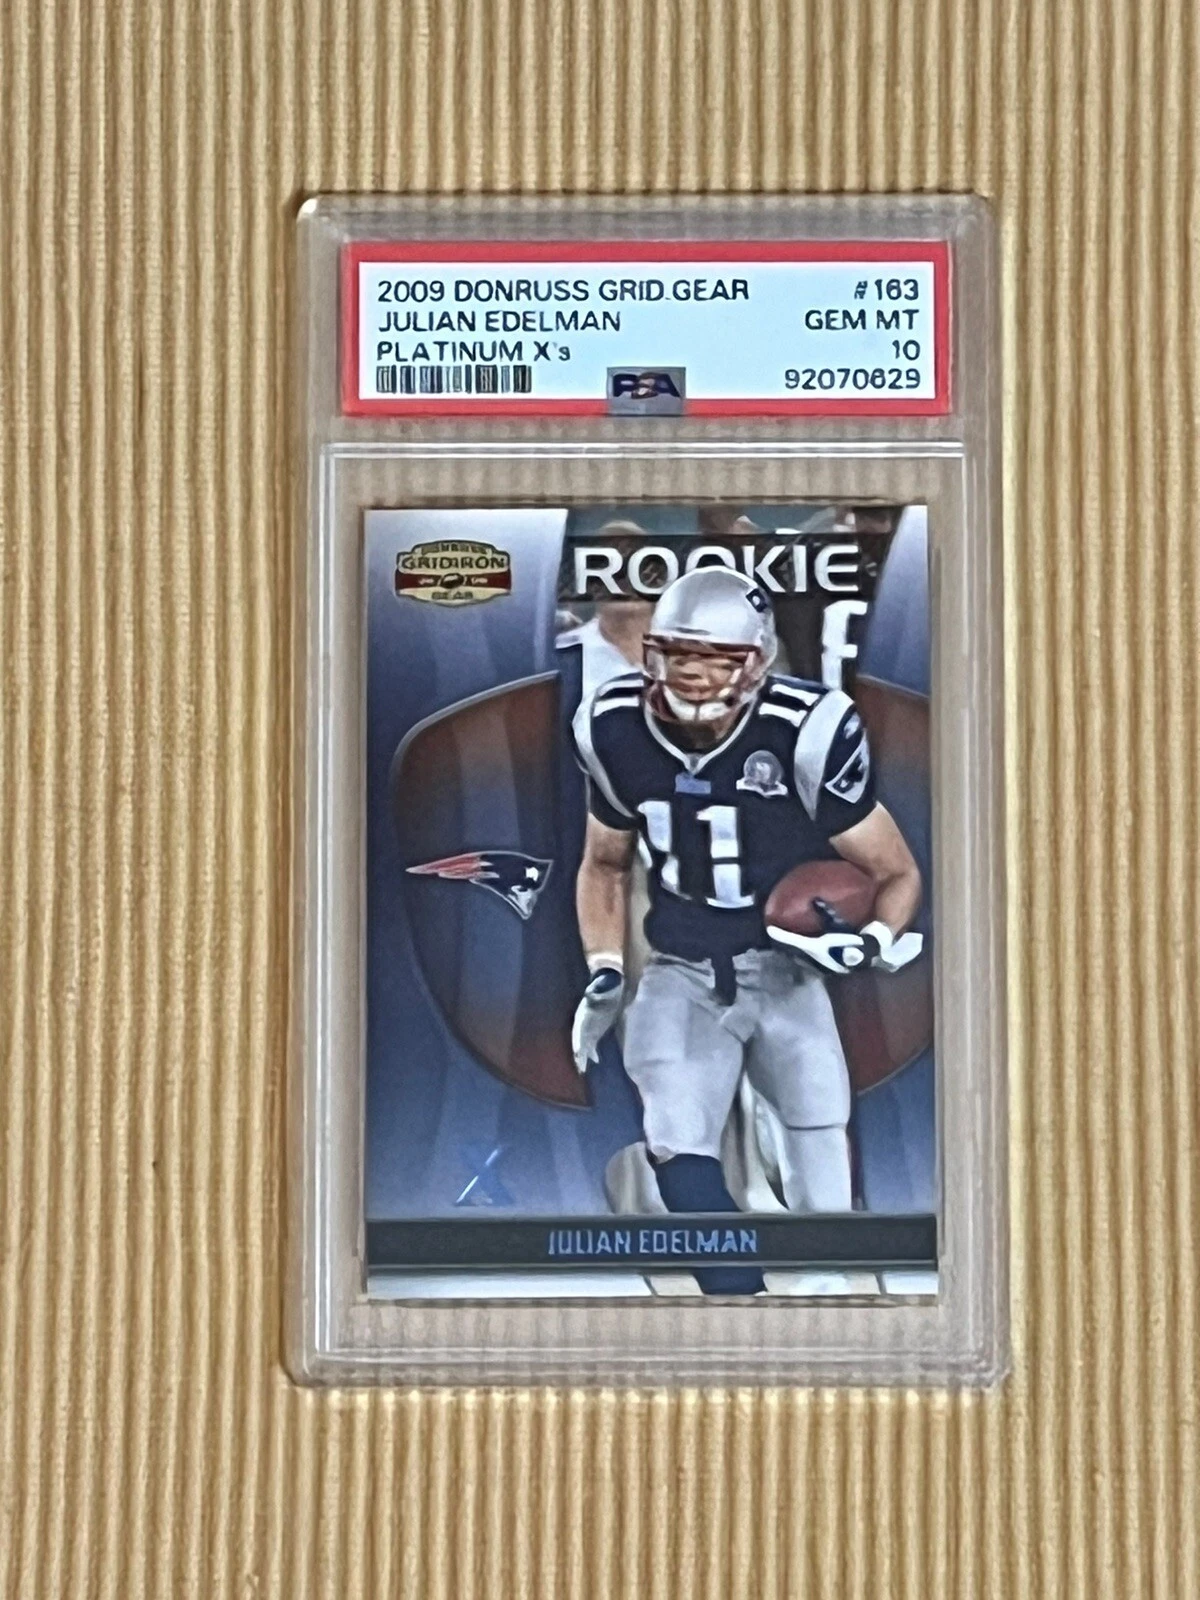 2009 DONRUSS GRID.GEAR #163
JULIAN EDELMAN GEM MT
PLATINUM X's 10
92070629
PSA
DONRUSS
GRIDIRON
GEAR
ROOKIE
11
11
X
JULIAN EDELMAN